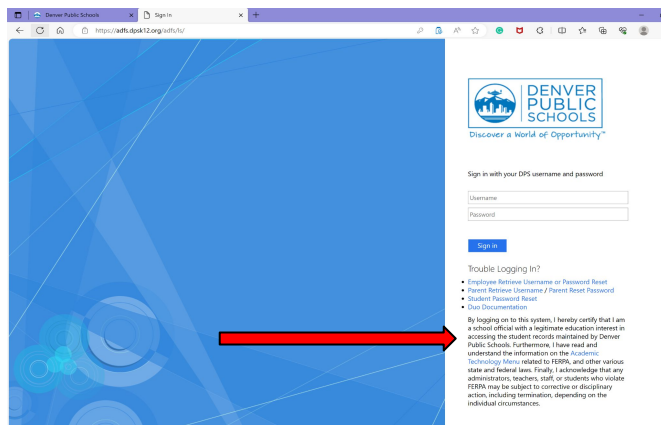 Denver Public Schools
Sign In
https://adfs.dpsk12.org/adfs/ls/
DENVER
PUBLIC
SCHOOLS
Discover a World of Opportunity™
Sign in with your DPS username and password
Username
Password
Sign in
Trouble Logging In?
Employee Retrieve Username or Password Reset
Parent Retrieve Username / Parent Reset Password
Student Password Reset
Duo Documentation
By logging on to this system, I hereby certify that I am
a school official with a legitimate education interest in
accessing the student records maintained by Denver
Public Schools. Furthermore, I have read and
understand the information on the Academic
Technology Menu related to FERPA, and other various
state and federal laws. Finally, I acknowledge that any
administrators, teachers, staff, or students who violate
FERPA may be subject to corrective or disciplinary
action, including termination, depending on the
individual circumstances.